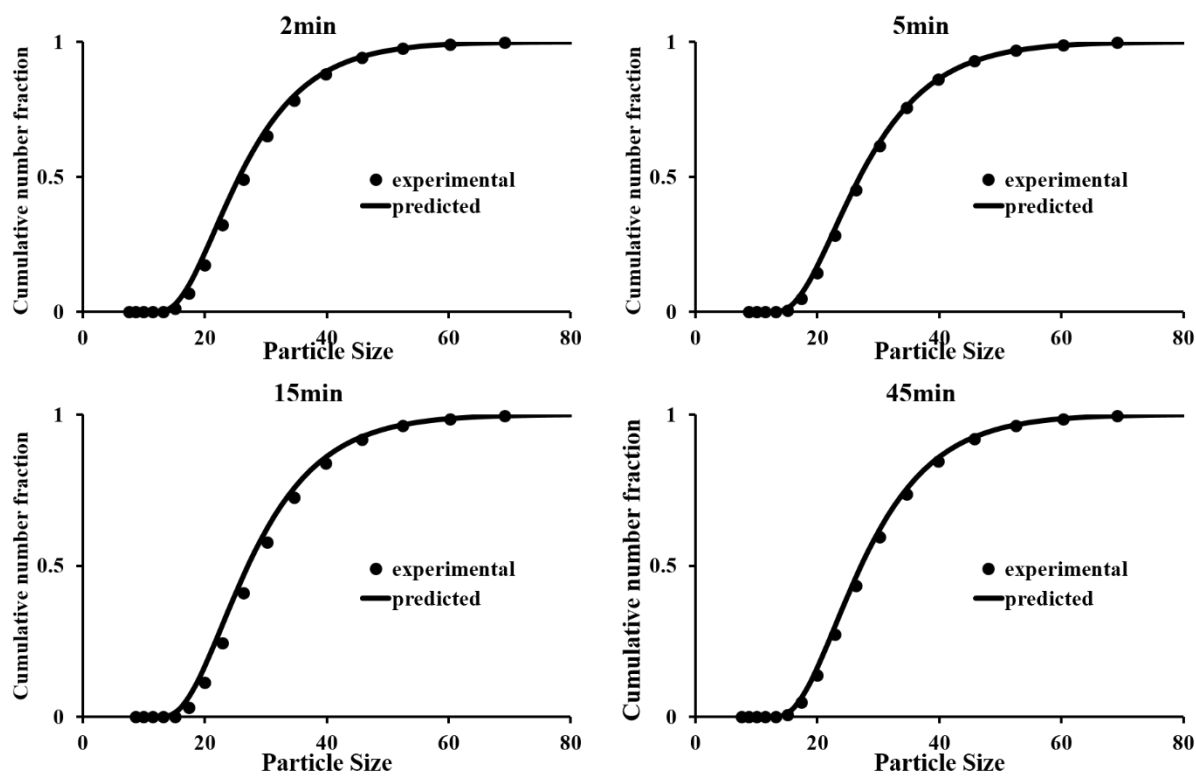 2min
Cumulative number fraction
1
0.5
0
experimental
predicted
0 20 40 60 80
Particle Size
5min
Cumulative number fraction
1
0.5
0
experimental
predicted
0 20 40 60 80
Particle Size
15min
Cumulative number fraction
1
0.5
0
experimental
predicted
0 20 40 60 80
Particle Size
45min
Cumulative number fraction
1
0.5
0
experimental
predicted
0 20 40 60 80
Particle Size